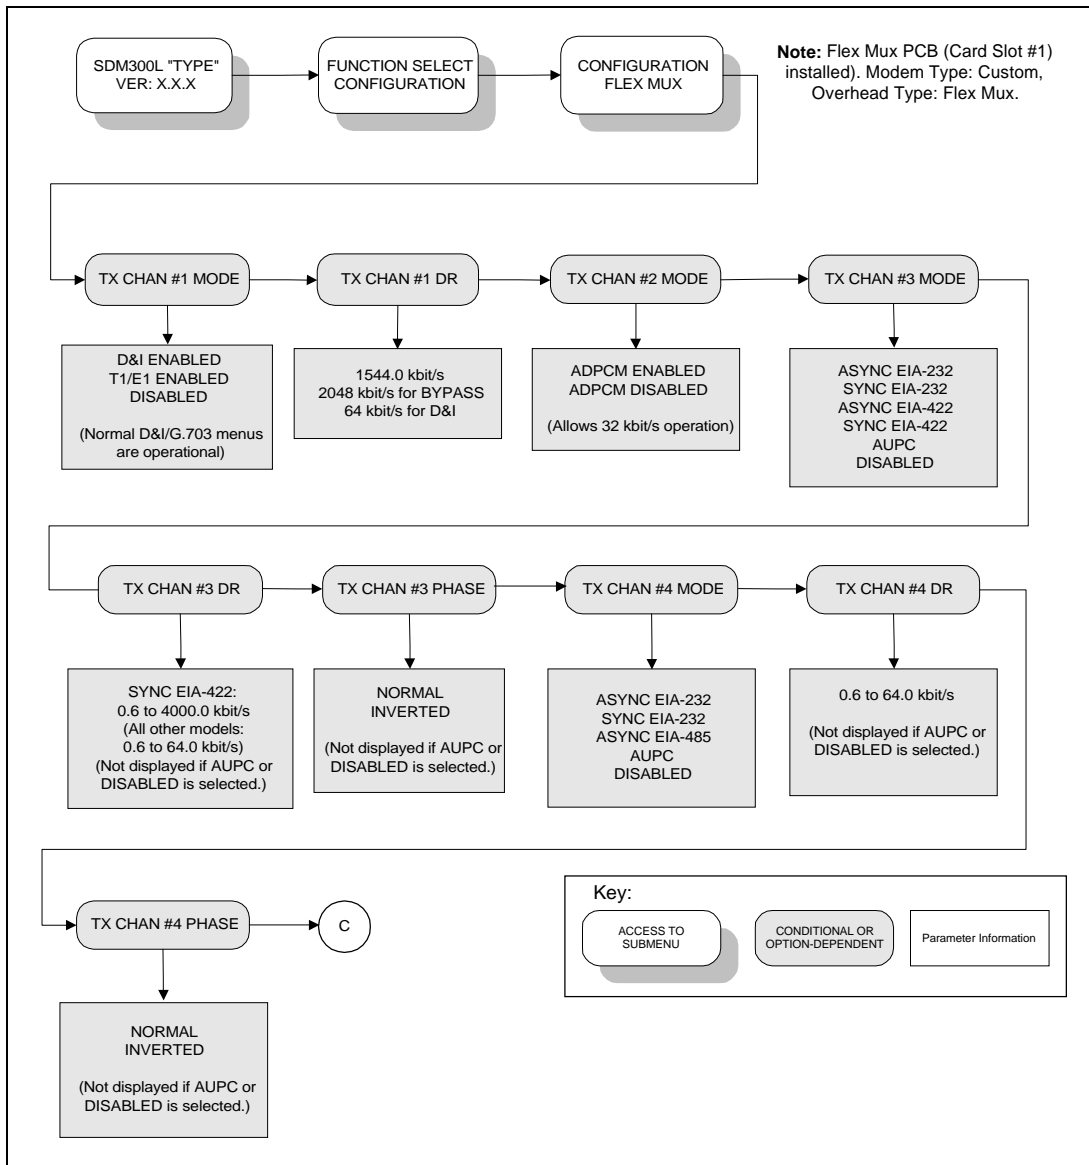 SDM300L "TYPE"
VER: X.X.X
FUNCTION SELECT
CONFIGURATION
CONFIGURATION
FLEX MUX
Note: Flex Mux PCB (Card Slot #1)
installed). Modem Type: Custom,
Overhead Type: Flex Mux.
TX CHAN #1 MODE
TX CHAN #1 DR
TX CHAN #2 MODE
TX CHAN #3 MODE
D&I ENABLED
T1/E1 ENABLED
DISABLED
(Normal D&I/G.703 menus
are operational)
1544.0 kbit/s
2048 kbit/s for BYPASS
64 kbit/s for D&I
ADPCM ENABLED
ADPCM DISABLED
(Allows 32 kbit/s operation)
ASYNC EIA-232
SYNC EIA-232
ASYNC EIA-422
SYNC EIA-422
AUPC
DISABLED
TX CHAN #3 DR
TX CHAN #3 PHASE
TX CHAN #4 MODE
TX CHAN #4 DR
SYNC EIA-422:
0.6 to 4000.0 kbit/s
(All other models:
0.6 to 64.0 kbit/s)
(Not displayed if AUPC or
DISABLED is selected.)
NORMAL
INVERTED
(Not displayed if AUPC or
DISABLED is selected.)
ASYNC EIA-232
SYNC EIA-232
ASYNC EIA-485
AUPC
DISABLED
0.6 to 64.0 kbit/s
(Not displayed if AUPC or
DISABLED is selected.)
TX CHAN #4 PHASE
C
NORMAL
INVERTED
(Not displayed if AUPC or
DISABLED is selected.)
Key:
ACCESS TO
SUBMENU
CONDITIONAL OR
OPTION-DEPENDENT
Parameter Information